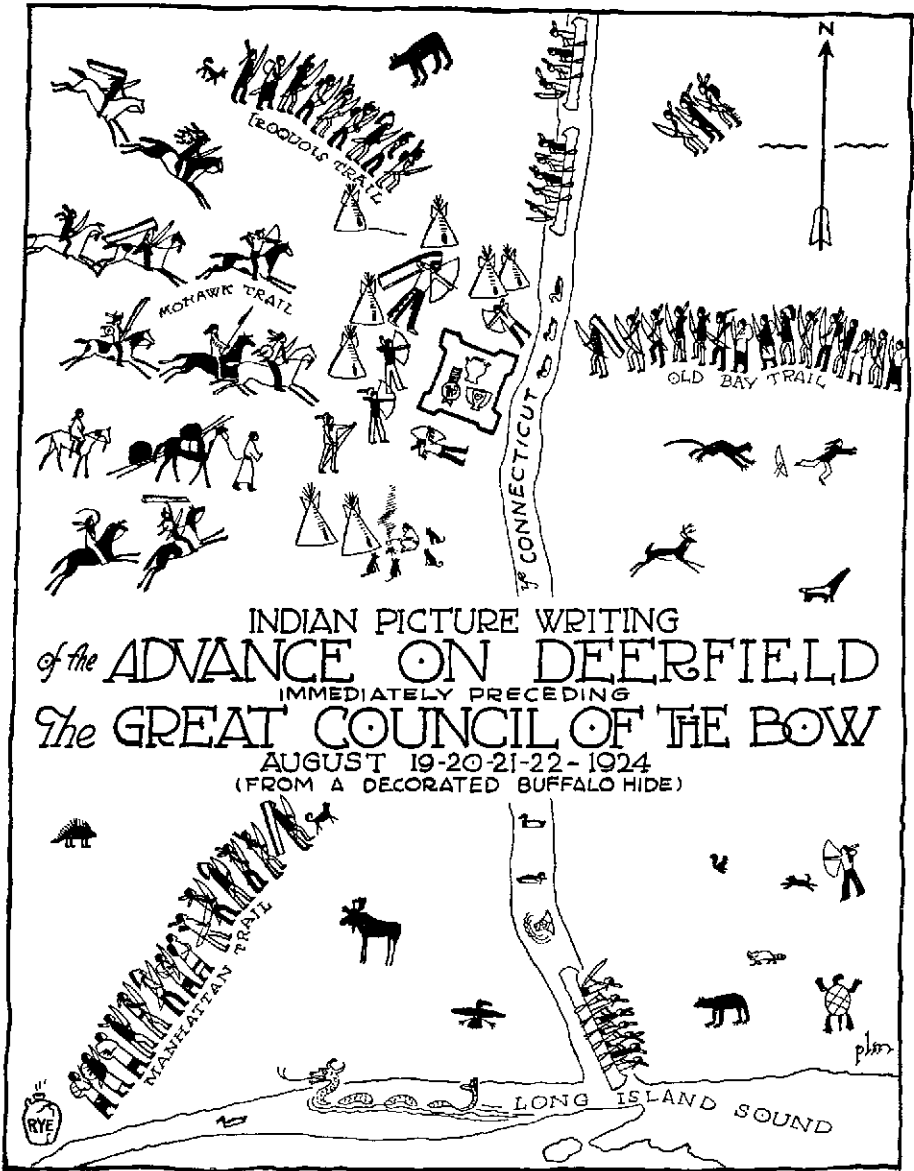 N
IROQUOIS TRAIL
MOHAWK TRAIL
OLD BAY TRAIL
ye CONNECTICUT
INDIAN PICTURE WRITING
of the ADVANCE ON DEERFIELD
IMMEDIATELY PRECEDING
The GREAT COUNCIL OF THE BOW
AUGUST 19-20-21-22-1924
(FROM A DECORATED BUFFALO HIDE)
MANHATTAN TRAIL
plm
LONG ISLAND SOUND
RYE